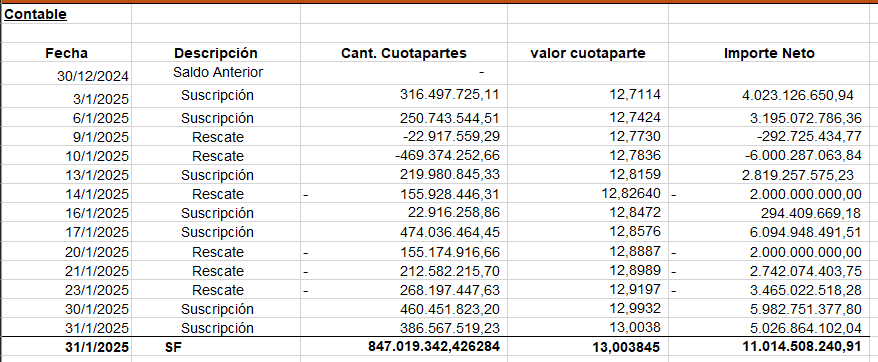 Contable
Fecha Descripción Cant. Cuotapartes valor cuotaparte Importe Neto
30/12/2024 Saldo Anterior -
3/1/2025 Suscripción 316.497.725,11 12,7114 4.023.126.650,94
6/1/2025 Suscripción 250.743.544,51 12,7424 3.195.072.786,36
9/1/2025 Rescate -22.917.559,29 12,7730 -292.725.434,77
10/1/2025 Rescate -469.374.252,66 12,7836 -6.000.287.063,84
13/1/2025 Suscripción 219.980.845,33 12,8159 2.819.257.575,23
14/1/2025 Rescate - 155.928.446,31 12,82640 - 2.000.000.000,00
16/1/2025 Suscripción 22.916.258,86 12,8472 294.409.669,18
17/1/2025 Suscripción 474.036.464,45 12,8576 6.094.948.491,51
20/1/2025 Rescate - 155.174.916,66 12,8887 - 2.000.000.000,00
21/1/2025 Rescate - 212.582.215,70 12,8989 - 2.742.074.403,75
23/1/2025 Rescate - 268.197.447,63 12,9197 - 3.465.022.518,28
30/1/2025 Suscripción 460.451.823,20 12,9932 5.982.751.377,80
31/1/2025 Suscripción 386.567.519,23 13,0038 5.026.864.102,04
31/1/2025 SF 847.019.342,426284 13,003845 11.014.508.240,91